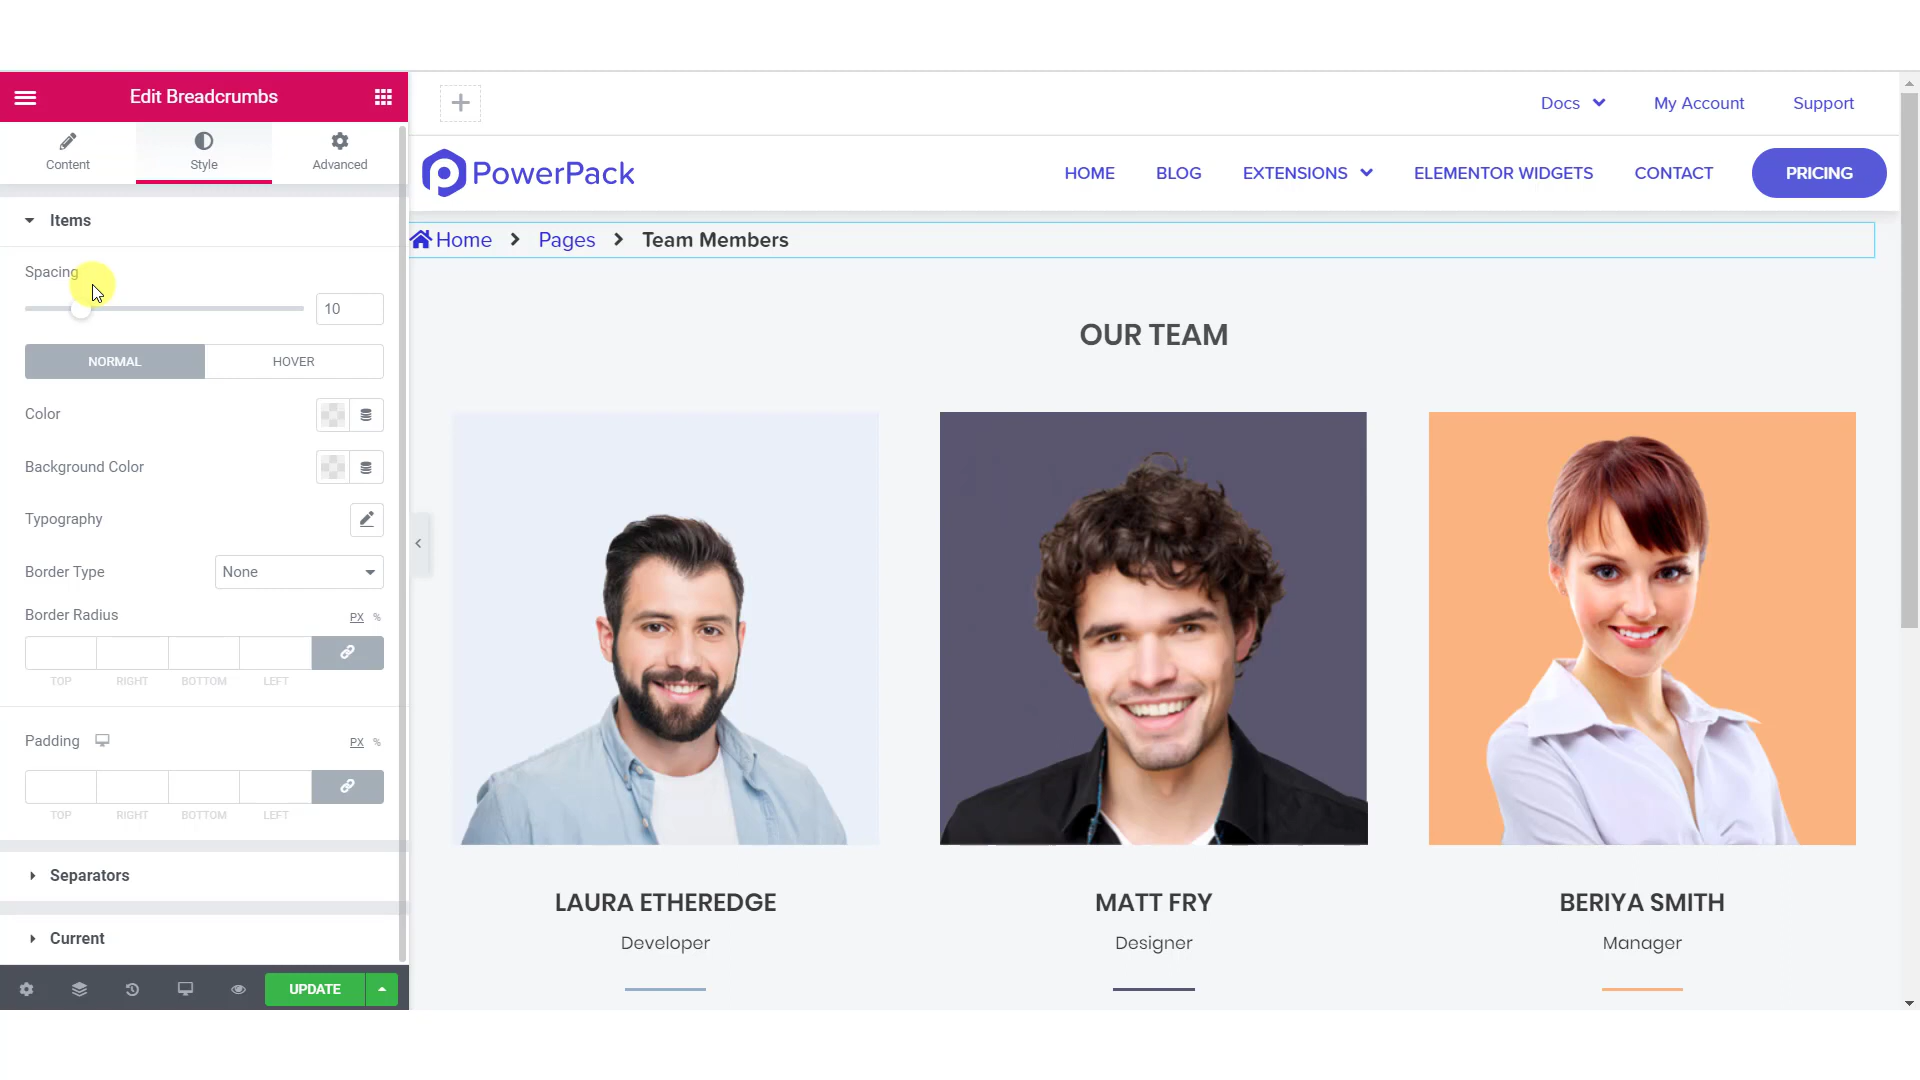 Edit Breadcrumbs
Content
Style
Advanced
Items
Spacing
10
NORMAL
HOVER
Color
Background Color
Typography
Border Type
None
Border Radius
PX %
TOP RIGHT BOTTOM LEFT
Padding
PX %
TOP RIGHT BOTTOM LEFT
Separators
Current
UPDATE
Docs My Account Support
PowerPack
HOME BLOG EXTENSIONS ELEMENTOR WIDGETS CONTACT PRICING
Home Pages Team Members
OUR TEAM
LAURA ETHEREDGE
Developer
MATT FRY
Designer
BERIYA SMITH
Manager